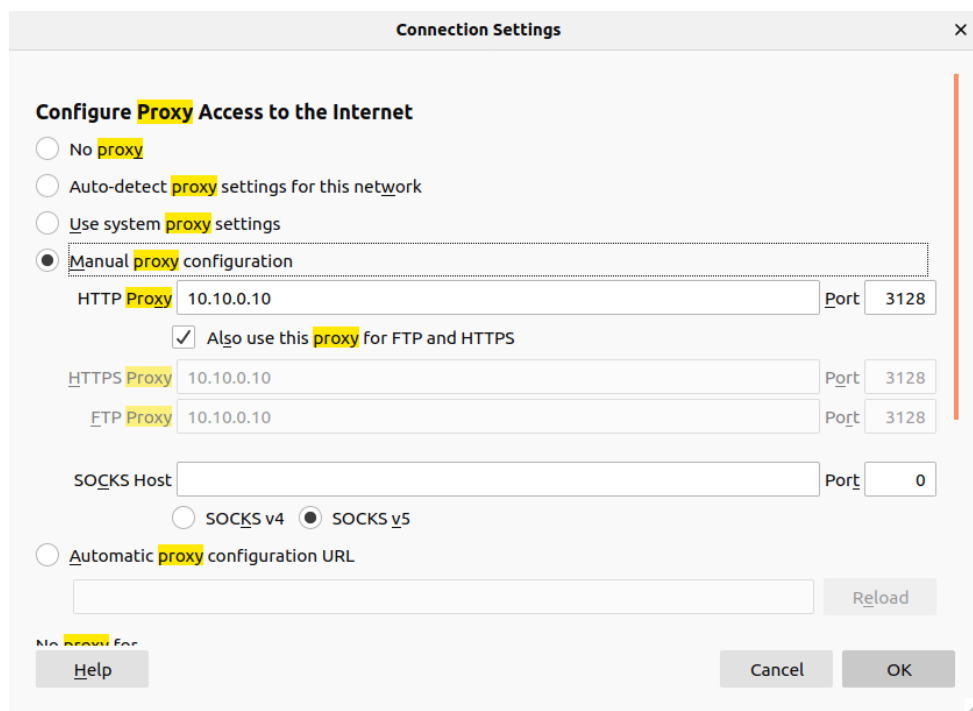 Connection Settings
Configure Proxy Access to the Internet
No proxy
Auto-detect proxy settings for this network
Use system proxy settings
Manual proxy configuration
HTTP Proxy 10.10.0.10 Port 3128
Also use this proxy for FTP and HTTPS
HTTPS Proxy 10.10.0.10 Port 3128
FTP Proxy 10.10.0.10 Port 3128
SOCKS Host Port 0
SOCKS v4 SOCKS v5
Automatic proxy configuration URL
Reload
No proxy for
Help Cancel OK